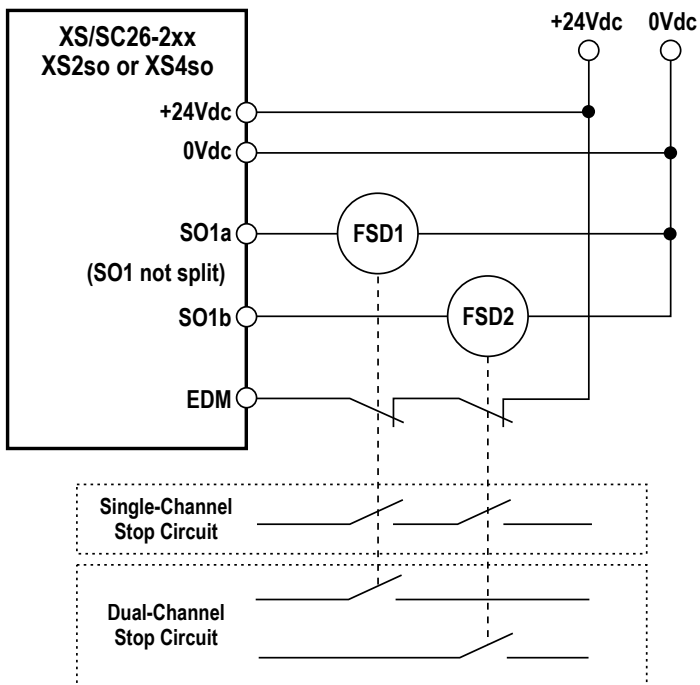 +24Vdc 0Vdc
XS/SC26-2xx
XS2so or XS4so
+24Vdc
0Vdc
SO1a
FSD1
(SO1 not split)
SO1b
FSD2
EDM
Single-Channel
Stop Circuit
Dual-Channel
Stop Circuit